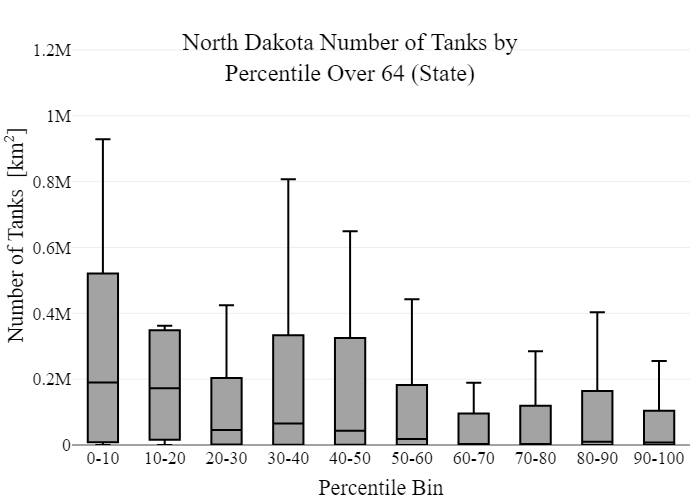 North Dakota Number of Tanks by
Percentile Over 64 (State)
Number of Tanks [km²]
1.2M
1M
0.8M
0.6M
0.4M
0.2M
0
0-10 10-20 20-30 30-40 40-50 50-60 60-70 70-80 80-90 90-100
Percentile Bin